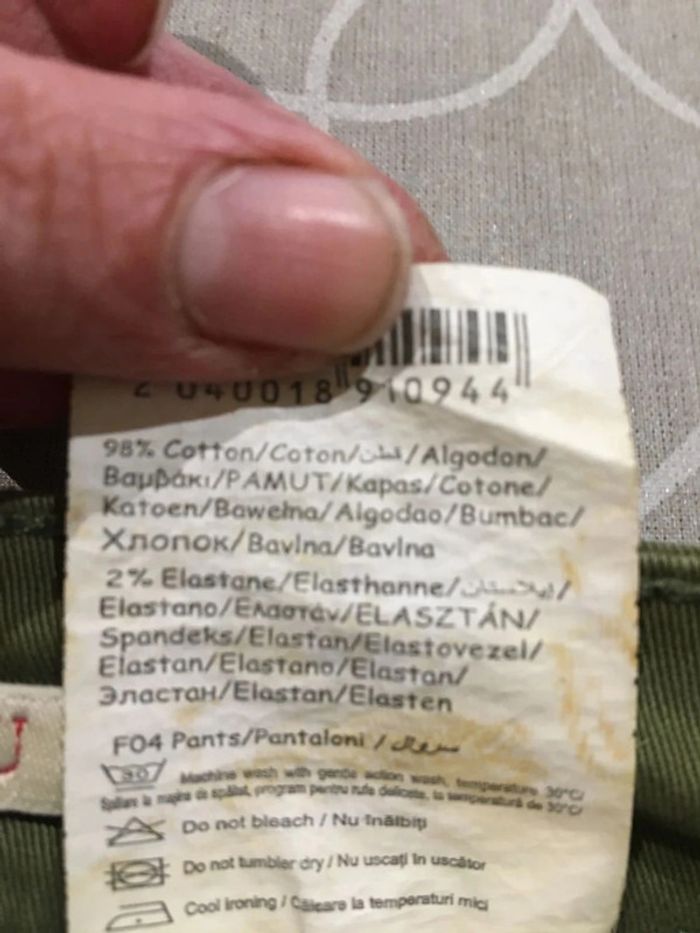 2 040018 910944
98% Cotton/Coton/قطن/Algodon/
Βαμβάκι/PAMUT/Kapas/Cotone/
Katoen/Bawełna/Algodao/Bumbac/
Хлопок/Bavlna/Bavlna
2% Elastane/Elasthanne/إيلاستان/
Elastano/Ελαστάν/ELASZTÁN/
Spandeks/Elastan/Elastovezel/
Elastan/Elastano/Elastan/
Эластан/Elastan/Elasten
F04 Pants/Pantaloni / سروال
30
Machine wash with gentle action wash, temperature 30°C/
Spălare la mașina de spălat, program pentru rufe delicate, la temperatură de 30°C/
Do not bleach / Nu înălbiți
Do not tumbler dry / Nu uscați în uscător
Cool ironing / Călcare la temperaturi mici